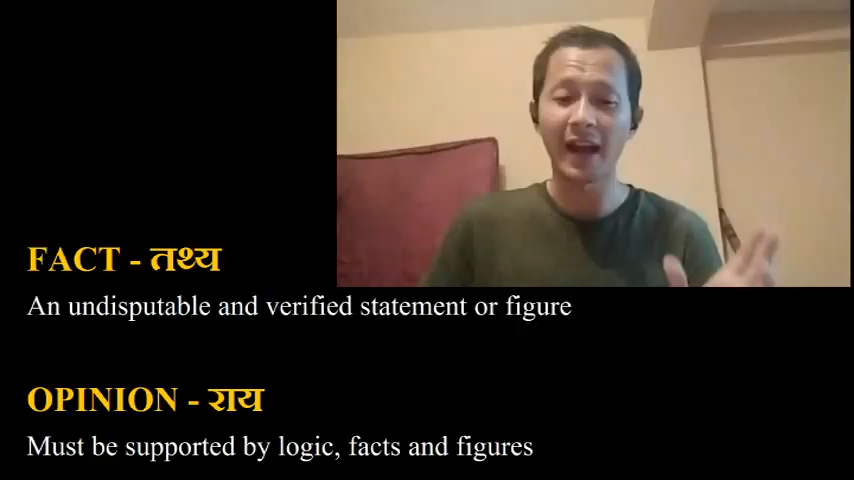 FACT - तथ्य
An undisputable and verified statement or figure
OPINION - राय
Must be supported by logic, facts and figures